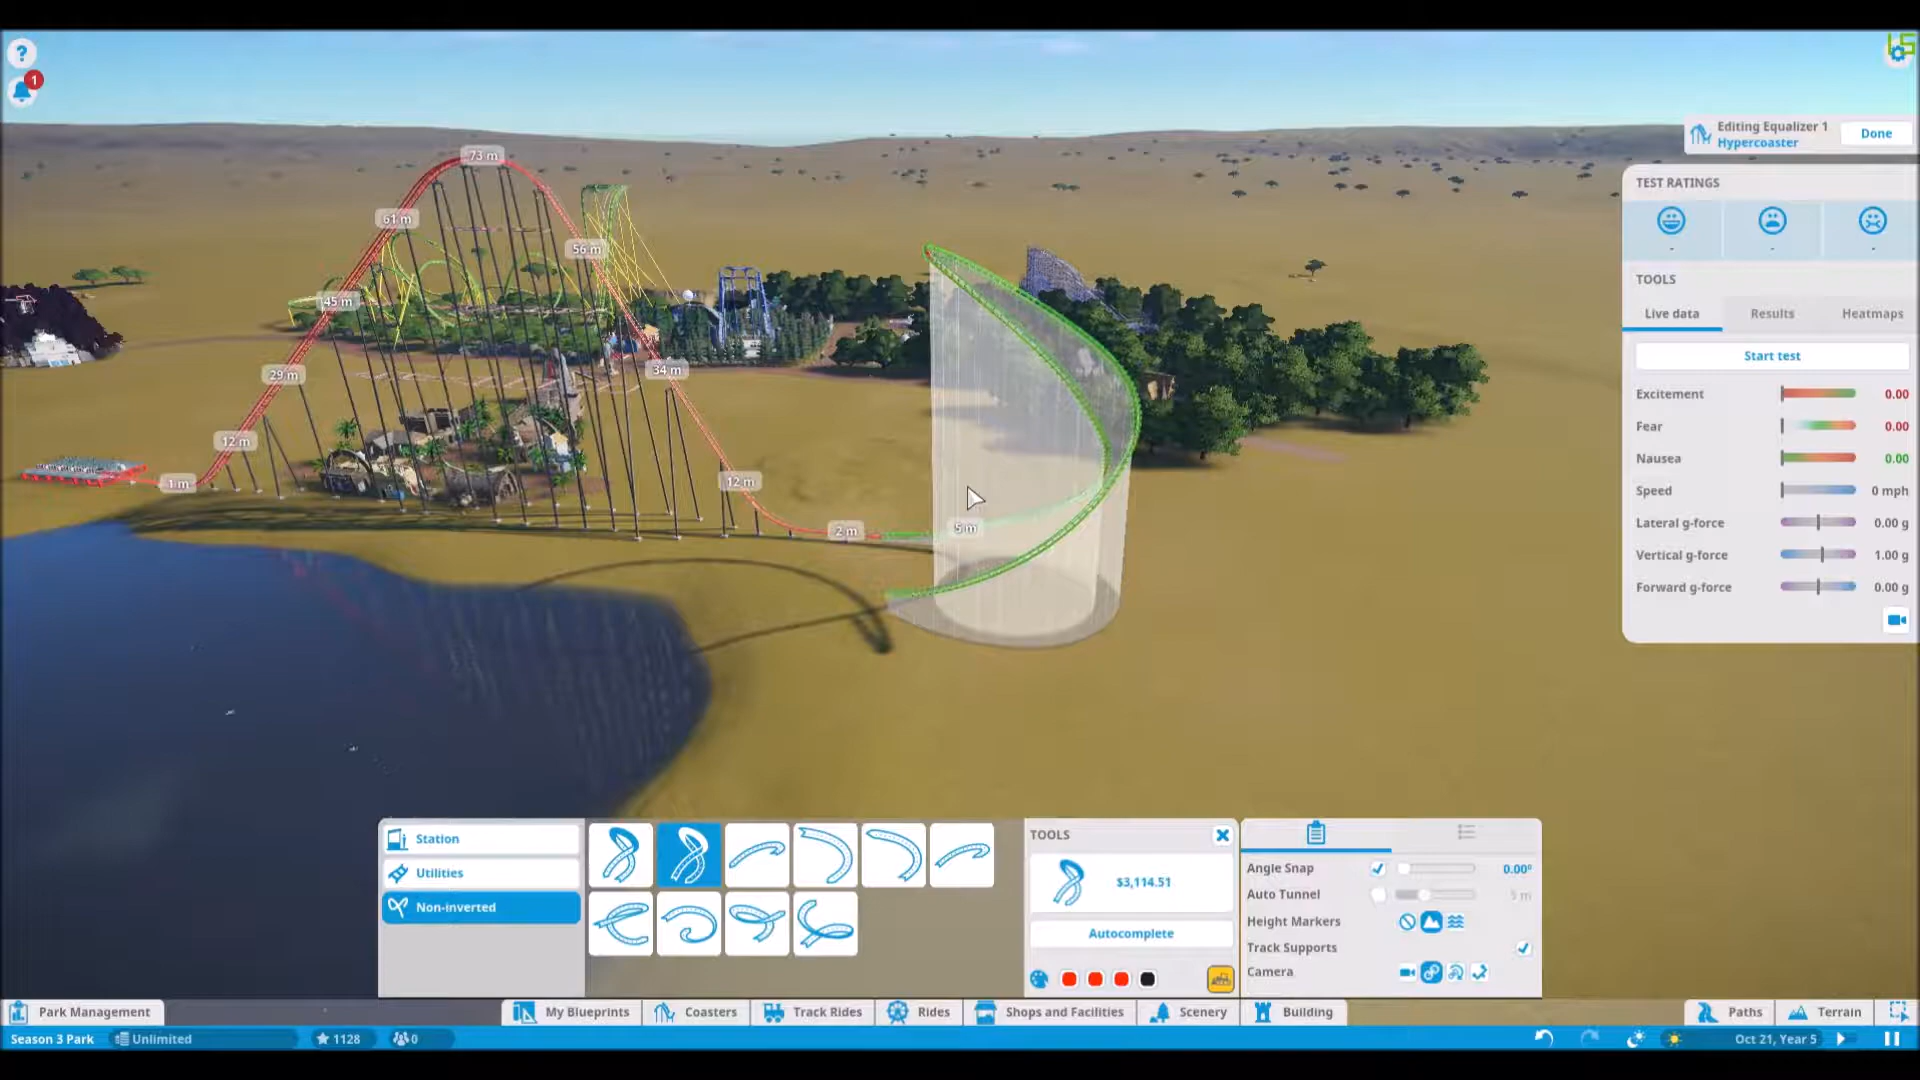 ?
1
LS
Editing Equalizer 1
Hypercoaster
Done
TEST RATINGS
-
-
-
TOOLS
Live data
Results
Heatmaps
Start test
Excitement
0.00
Fear
0.00
Nausea
0.00
Speed
0 mph
Lateral g-force
0.00 g
Vertical g-force
1.00 g
Forward g-force
0.00 g
73 m
61 m
56 m
45 m
29 m
34 m
12 m
1 m
12 m
2 m
5 m
Station
Utilities
Non-inverted
TOOLS
$3,114.51
Autocomplete
Angle Snap
0.00°
Auto Tunnel
5 m
Height Markers
Track Supports
Camera
Park Management
My Blueprints
Coasters
Track Rides
Rides
Shops and Facilities
Scenery
Building
Paths
Terrain
Season 3 Park
Unlimited
1128
0
Oct 21, Year 5